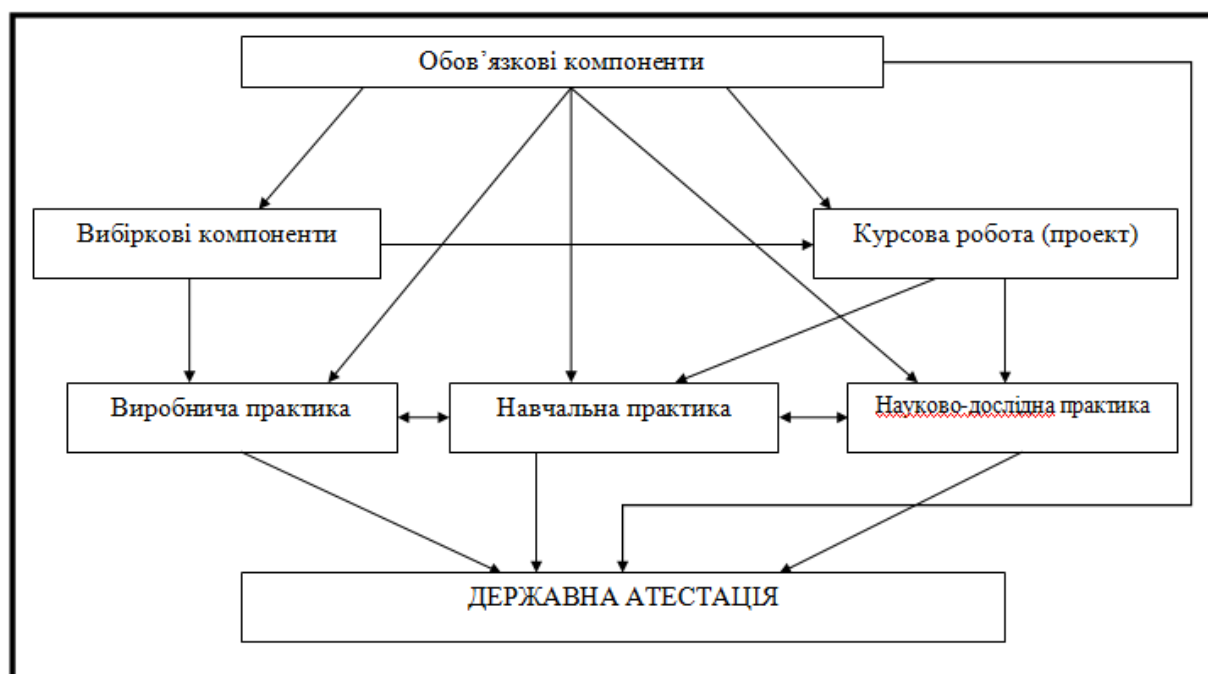 Обов’язкові компоненти
Вибіркові компоненти
Курсова робота (проект)
Виробнича практика
Навчальна практика
Науково-дослідна практика
ДЕРЖАВНА АТЕСТАЦІЯ